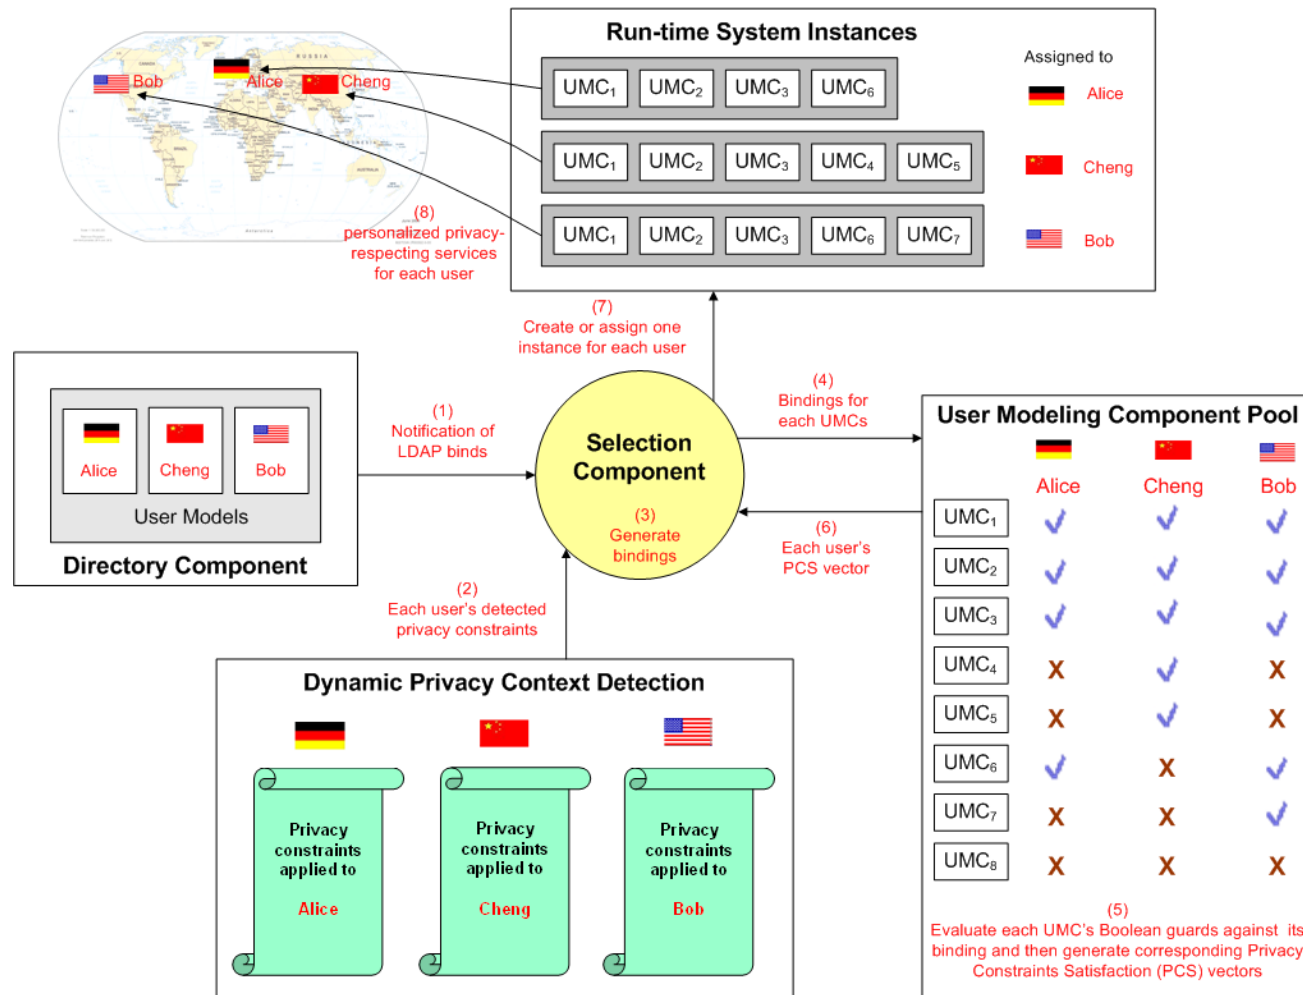 Run-time System Instances
Assigned to
UMC1 UMC2 UMC3 UMC6
Alice
UMC1 UMC2 UMC3 UMC4 UMC5
Cheng
UMC1 UMC2 UMC3 UMC6 UMC7
Bob
Bob
Alice
Cheng
RUSSIA
(8)
personalized privacy-
respecting services
for each user
(7)
Create or assign one
instance for each user
Alice
Cheng
Bob
User Models
Directory Component
(1)
Notification of
LDAP binds
Selection
Component
(3)
Generate
bindings
(4)
Bindings for
each UMCs
(6)
Each user's
PCS vector
(2)
Each user's detected
privacy constraints
User Modeling Component Pool
Alice
Cheng
Bob
UMC1
UMC2
UMC3
UMC4 X X
UMC5 X X
UMC6 X
UMC7 X X
UMC8 X X X
(5)
Evaluate each UMC's Boolean guards against its
binding and then generate corresponding Privacy
Constraints Satisfaction (PCS) vectors
Dynamic Privacy Context Detection
Privacy
constraints
applied to
Alice
Privacy
constraints
applied to
Cheng
Privacy
constraints
applied to
Bob